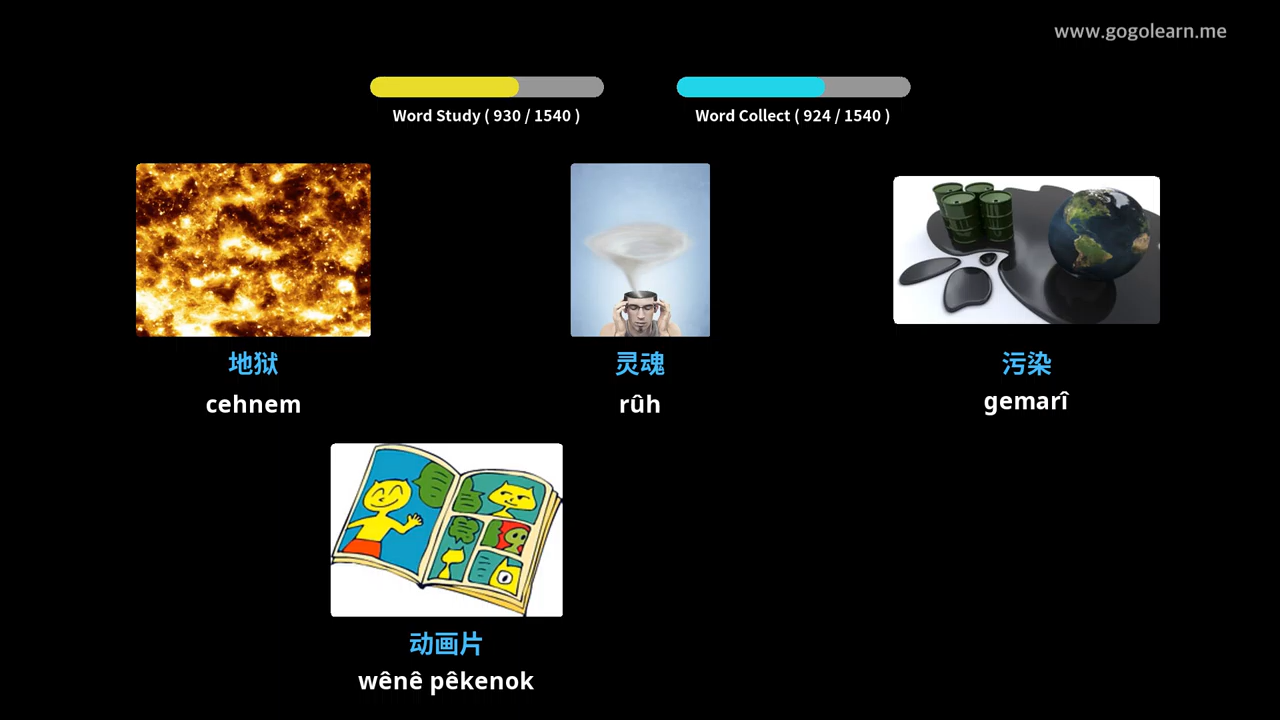 www.gogolearn.me
Word Study ( 930 / 1540 )
Word Collect ( 924 / 1540 )
地狱
cehnem
灵魂
rûh
污染
gemarî
动画片
wênê pêkenok